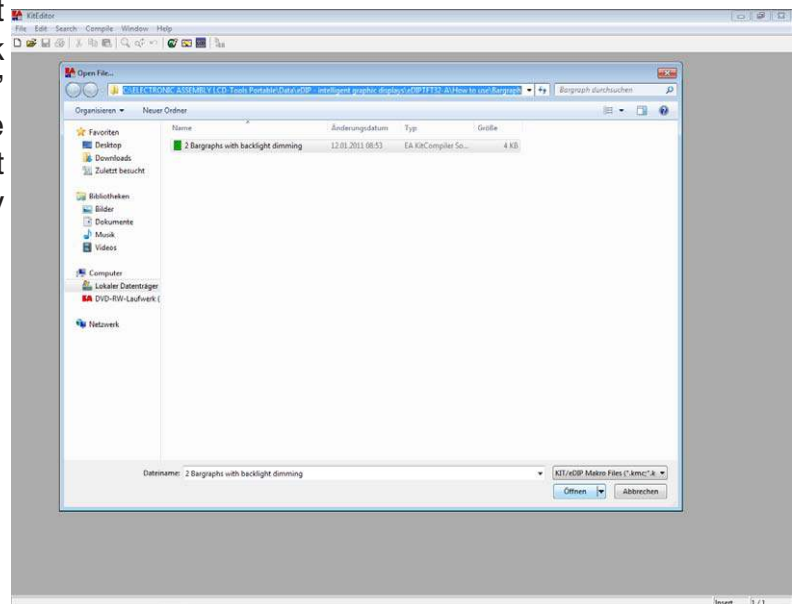 t
k
,
e
t
y
KitEditor
File Edit Search Compile Window Help
Open File...
C:\ELECTRONIC ASSEMBLY LCD-Tools Portable\Data\eDIP - intelligent graphic displays\eDIPTFT32-A\How to use\Bargraph
Bargraph durchsuchen
Organisieren Neuer Ordner
Name Änderungsdatum Typ Größe
Favoriten
2 Bargraphs with backlight dimming 12.01.2011 08:53 EA KitCompiler So... 4 KB
Desktop
Downloads
Zuletzt besucht
Bibliotheken
Bilder
Dokumente
Musik
Videos
Computer
Lokaler Datenträger
DVD-RW-Laufwerk (
Netzwerk
Dateiname: 2 Bargraphs with backlight dimming
KIT/eDIP Makro Files (*.kmc;*.k
Öffnen Abbrechen
Insert 1 / 1